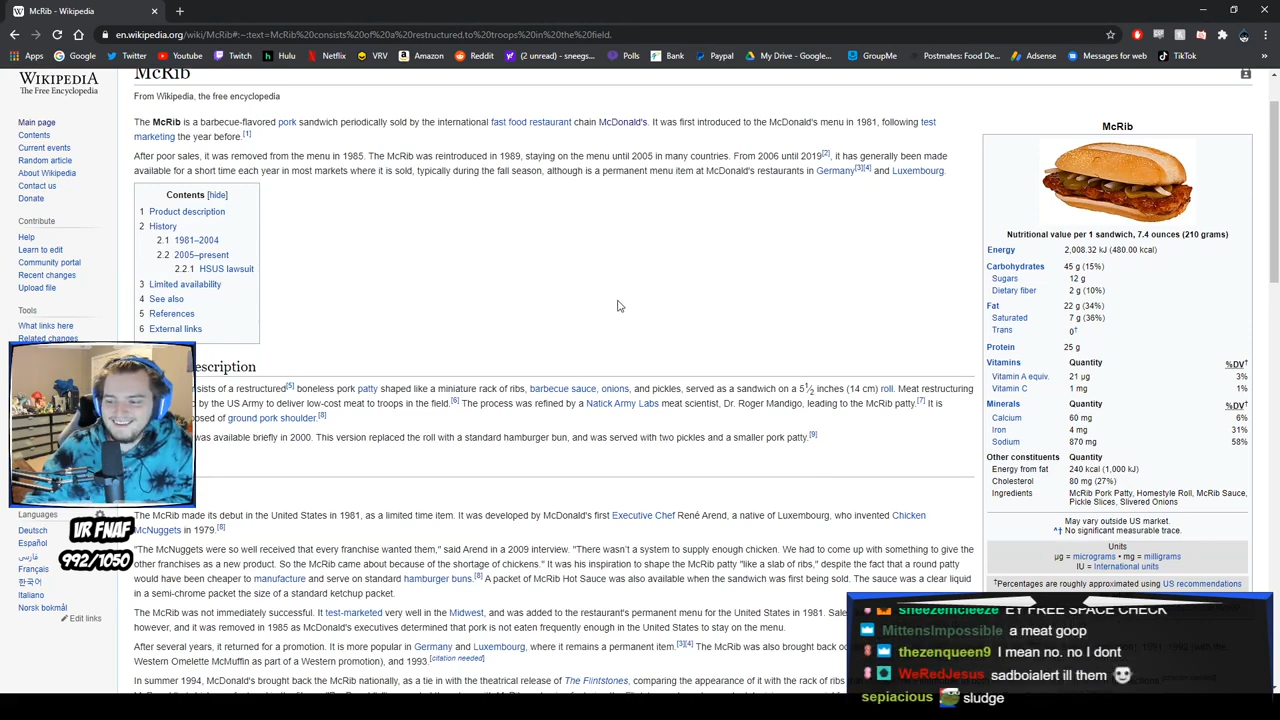 McRib - Wikipedia
en.wikipedia.org/wiki/McRib#:~:text=McRib%20consists%20of%20a%20restructured,to%20troops%20in%20the%20field.
Apps
Google
Twitter
Youtube
Twitch
Hulu
Netflix
VRV
Amazon
Reddit
(2 unread) - sneegs...
Polls
Bank
Paypal
My Drive - Google...
GroupMe
Postmates: Food De...
Adsense
Messages for web
TikTok
WIKIPEDIA
The Free Encyclopedia
Main page
Contents
Current events
Random article
About Wikipedia
Contact us
Donate
Contribute
Help
Learn to edit
Community portal
Recent changes
Upload file
Tools
What links here
Related changes
Languages
Deutsch
Español
فارسی
Français
한국어
Italiano
Norsk bokmål
Edit links
VR FNAF
992/1050
McRib
From Wikipedia, the free encyclopedia
The McRib is a barbecue-flavored pork sandwich periodically sold by the international fast food restaurant chain McDonald's. It was first introduced to the McDonald's menu in 1981, following test
marketing the year before.[1]
After poor sales, it was removed from the menu in 1985. The McRib was reintroduced in 1989, staying on the menu until 2005 in many countries. From 2006 until 2019[2], it has generally been made
available for a short time each year in most markets where it is sold, typically during the fall season, although is a permanent menu item at McDonald's restaurants in Germany[3][4] and Luxembourg.
Contents [hide]
1 Product description
2 History
2.1 1981–2004
2.2 2005–present
2.2.1 HSUS lawsuit
3 Limited availability
4 See also
5 References
6 External links
escription
nsists of a restructured[5] boneless pork patty shaped like a miniature rack of ribs, barbecue sauce, onions, and pickles, served as a sandwich on a 5 1/2 inches (14 cm) roll. Meat restructuring
by the US Army to deliver low-cost meat to troops in the field.[6] The process was refined by a Natick Army Labs meat scientist, Dr. Roger Mandigo, leading to the McRib patty.[7] It is
posed of ground pork shoulder.[8]
was available briefly in 2000. This version replaced the roll with a standard hamburger bun, and was served with two pickles and a smaller pork patty.[9]
The McRib made its debut in the United States in 1981, as a limited time item. It was developed by McDonald's first Executive Chef René Arend, a native of Luxembourg, who invented Chicken
McNuggets in 1979.[8]
"The McNuggets were so well received that every franchise wanted them," said Arend in a 2009 interview. "There wasn't a system to supply enough chicken. We had to come up with something to give the
other franchises as a new product. So the McRib came about because of the shortage of chickens." It was his inspiration to shape the McRib patty "like a slab of ribs," despite the fact that a round patty
would have been cheaper to manufacture and serve on standard hamburger buns.[8] A packet of McRib Hot Sauce was also available when the sandwich was first being sold. The sauce was a clear liquid
in a semi-chrome packet the size of a standard ketchup packet.
The McRib was not immediately successful. It test-marketed very well in the Midwest, and was added to the restaurant's permanent menu for the United States in 1981. Sale
however, and it was removed in 1985 as McDonald's executives determined that pork is not eaten frequently enough in the United States to stay on the menu.
After several years, it returned for a promotion. It is more popular in Germany and Luxembourg, where it remains a permanent item.[3][4] The McRib was also brought back oc
Western Omelette McMuffin as part of a Western promotion), and 1993.[citation needed]
In summer 1994, McDonald's brought back the McRib nationally, as a tie in with the theatrical release of The Flintstones, comparing the appearance of it with the rack of ribs
McRib
Nutritional value per 1 sandwich, 7.4 ounces (210 grams)
Energy 2,008.32 kJ (480.00 kcal)
Carbohydrates 45 g (15%)
Sugars 12 g
Dietary fiber 2 g (10%)
Fat 22 g (34%)
Saturated 7 g (36%)
Trans 0†
Protein 25 g
Vitamins Quantity %DV†
Vitamin A equiv. 21 μg 3%
Vitamin C 1 mg 1%
Minerals Quantity %DV†
Calcium 60 mg 6%
Iron 4 mg 31%
Sodium 870 mg 58%
Other constituents Quantity
Energy from fat 240 kcal (1,000 kJ)
Cholesterol 80 mg (27%)
Ingredients McRib Pork Patty, Homestyle Roll, McRib Sauce,
Pickle Slices, Slivered Onions
May vary outside US market.
^† No significant measurable trace.
Units
μg = micrograms • mg = milligrams
IU = International units
†Percentages are roughly approximated using US recommendations
sneezemcieeze EY FREE SPACE CHECK
MittensImpossible a meat goop
thezenqueen9 I mean no. no I dont
WeRedJesus sadboialert ill them
sepiacious sludge